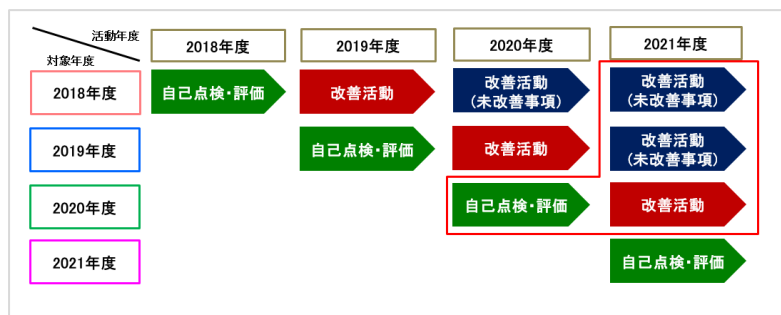 活動年度
対象年度
2018年度
2019年度
2020年度
2021年度
2018年度
自己点検・評価
改善活動
改善活動
(未改善事項)
改善活動
(未改善事項)
2019年度
自己点検・評価
改善活動
改善活動
(未改善事項)
2020年度
自己点検・評価
改善活動
2021年度
自己点検・評価